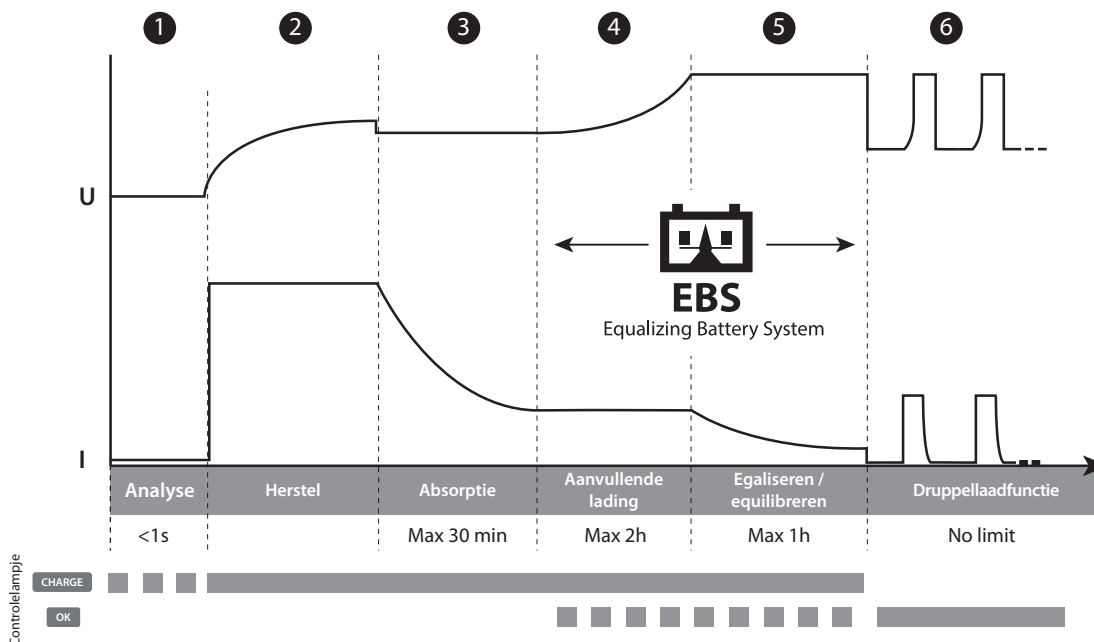 1 2 3 4 5 6
U
EBS
Equalizing Battery System
I
Analyse Herstel Absorptie Aanvullende lading Egaliseren / equilibreren Druppellaadfunctie
<1s Max 30 min Max 2h Max 1h No limit
Controlelampje
CHARGE
OK